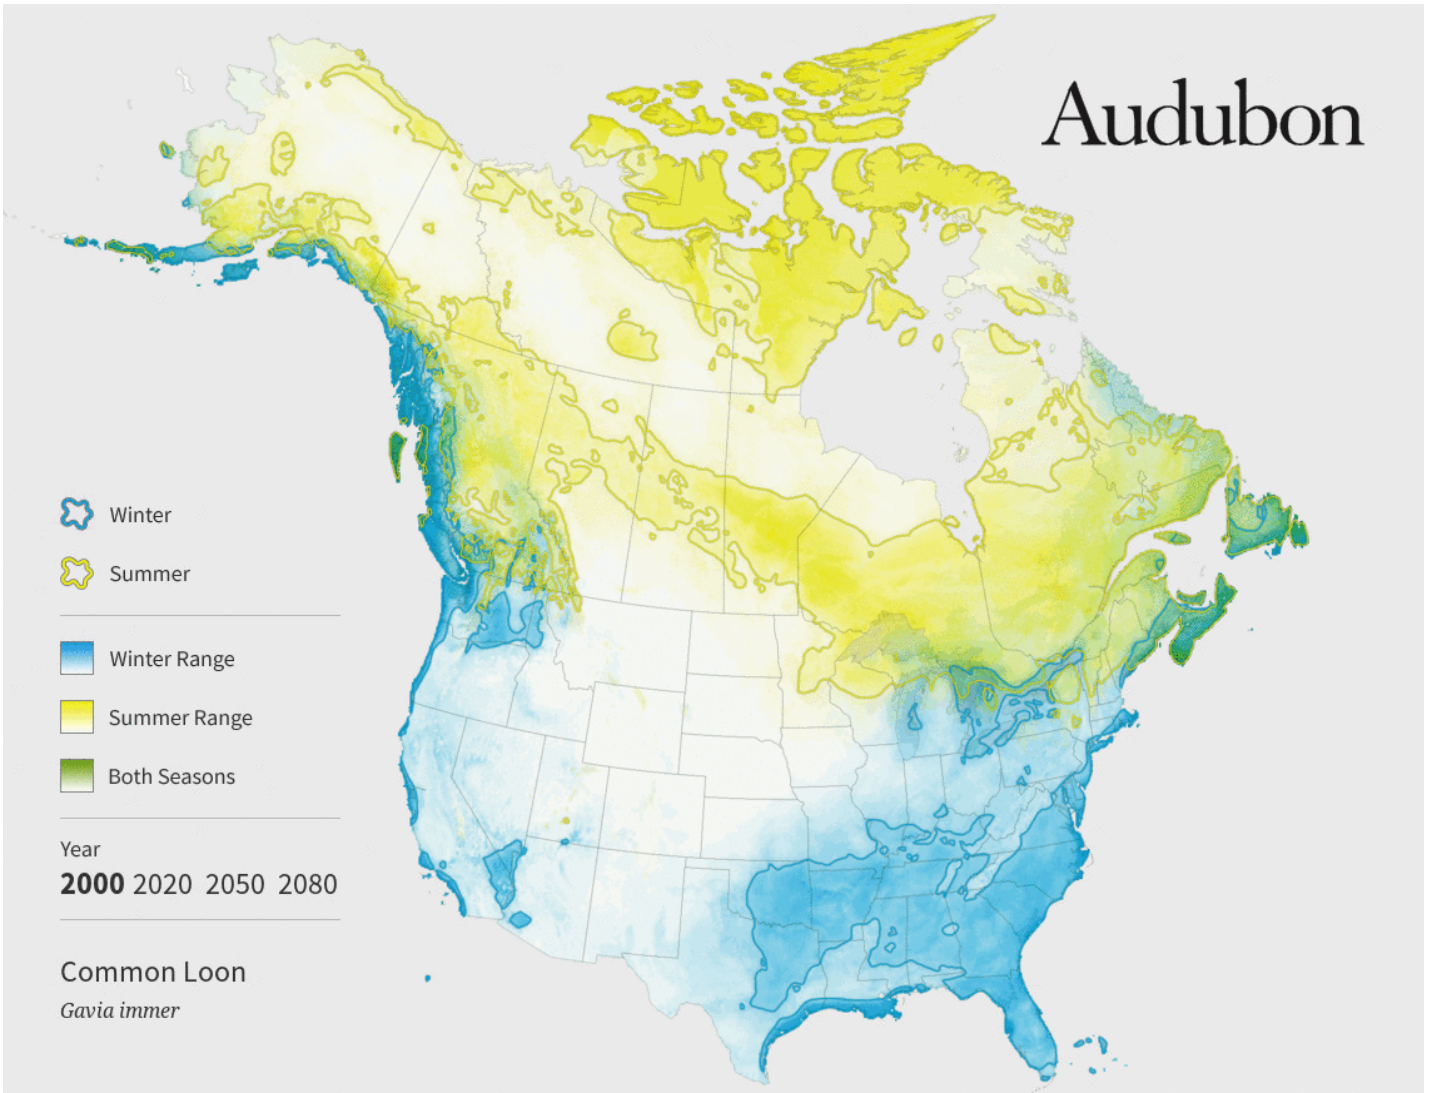 Audubon
Winter
Summer
Winter Range
Summer Range
Both Seasons
Year
2000 2020 2050 2080
Common Loon
Gavia immer